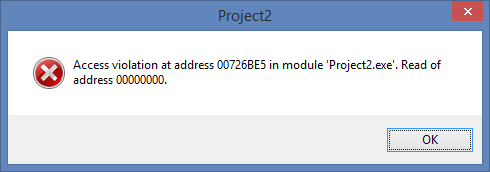 Project2
Access violation at address 00726BE5 in module 'Project2.exe'. Read of
address 00000000.
OK